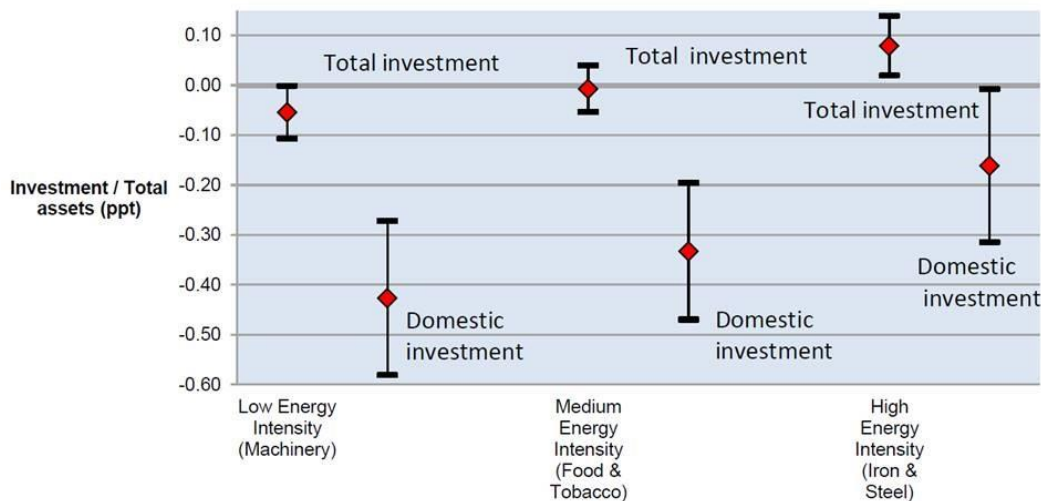 0.10
0.00
-0.10
-0.20
-0.30
-0.40
-0.50
-0.60
Investment / Total
assets (ppt)
Total investment
Total investment
Total investment
Domestic
investment
Domestic
investment
Domestic
investment
Low Energy
Intensity
(Machinery)
Medium
Energy
Intensity
(Food &
Tobacco)
High
Energy
Intensity
(Iron &
Steel)